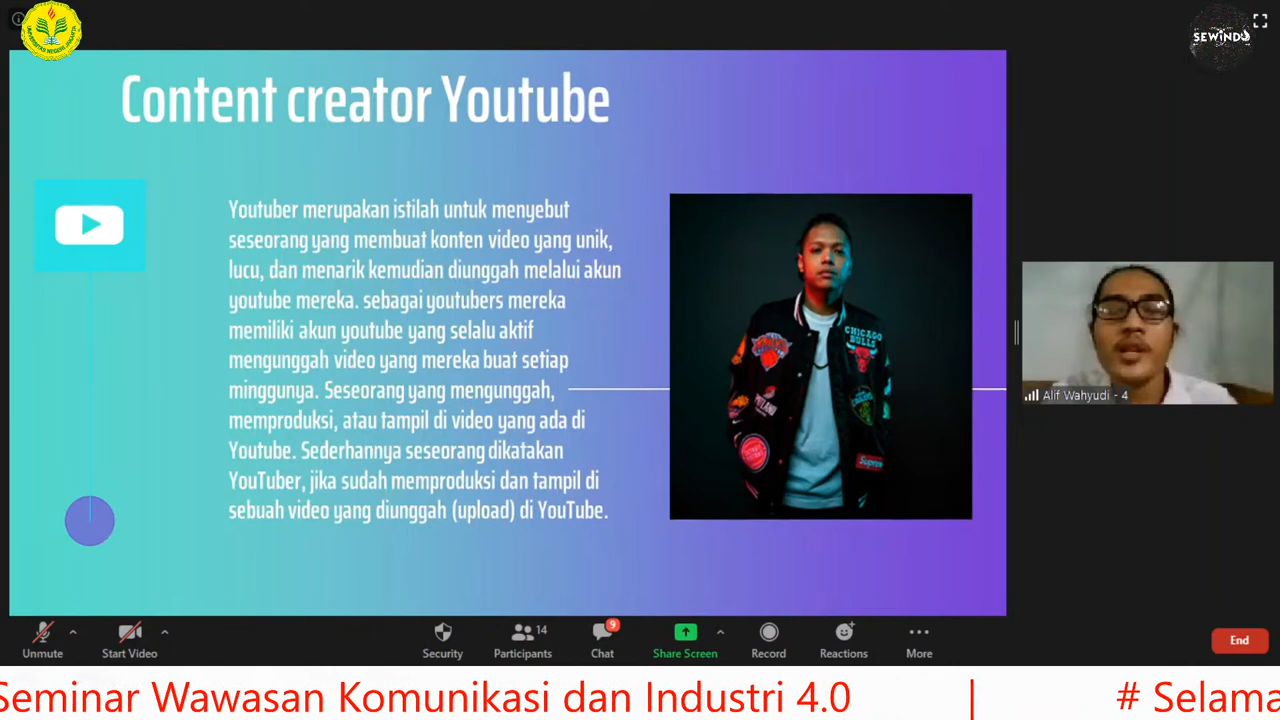 UNIVERSITAS NEGERI JAKARTA
SEWINDU
Content creator Youtube
Youtuber merupakan istilah untuk menyebut
seseorang yang membuat konten video yang unik,
lucu, dan menarik kemudian diunggah melalui akun
youtube mereka. sebagai youtubers mereka
memiliki akun youtube yang selalu aktif
mengunggah video yang mereka buat setiap
minggunya. Seseorang yang mengunggah,
memproduksi, atau tampil di video yang ada di
Youtube. Sederhannya seseorang dikatakan
YouTuber, jika sudah memproduksi dan tampil di
sebuah video yang diunggah (upload) di YouTube.
CHICAGO
BULLS
Alif Wahyudi - 4
Unmute
Start Video
Security
14
Participants
9
Chat
Share Screen
Record
Reactions
More
End
Seminar Wawasan Komunikasi dan Industri 4.0 | # Selama